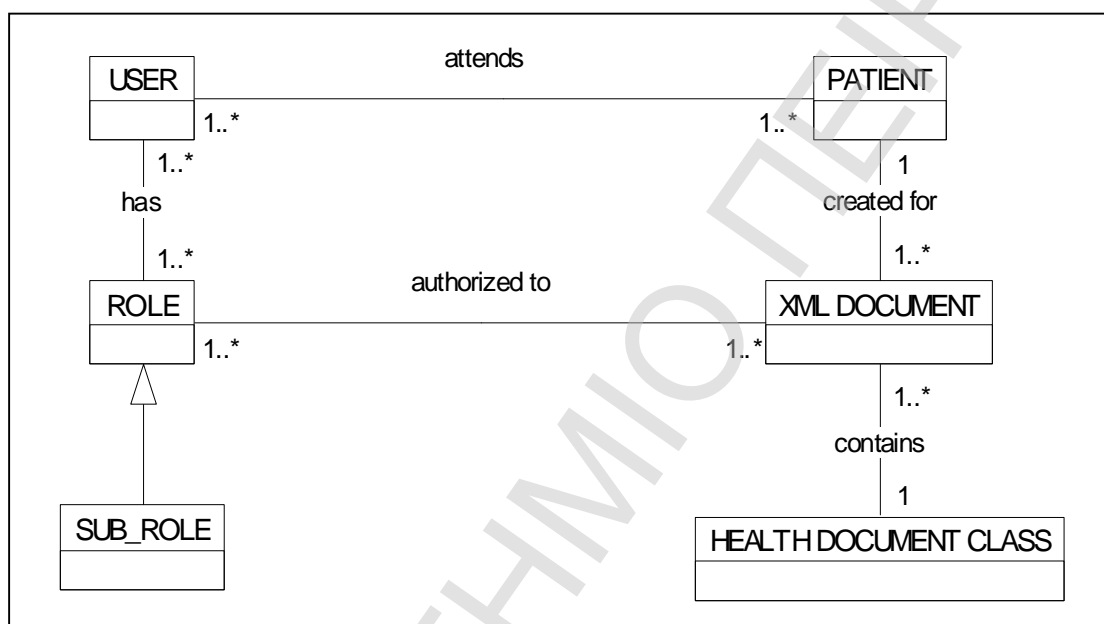 attends
USER
PATIENT
1..*
1..*
1..*
1
has
created for
1..*
1..*
authorized to
ROLE
XML DOCUMENT
1..*
1..*
1..*
contains
1
SUB_ROLE
HEALTH DOCUMENT CLASS